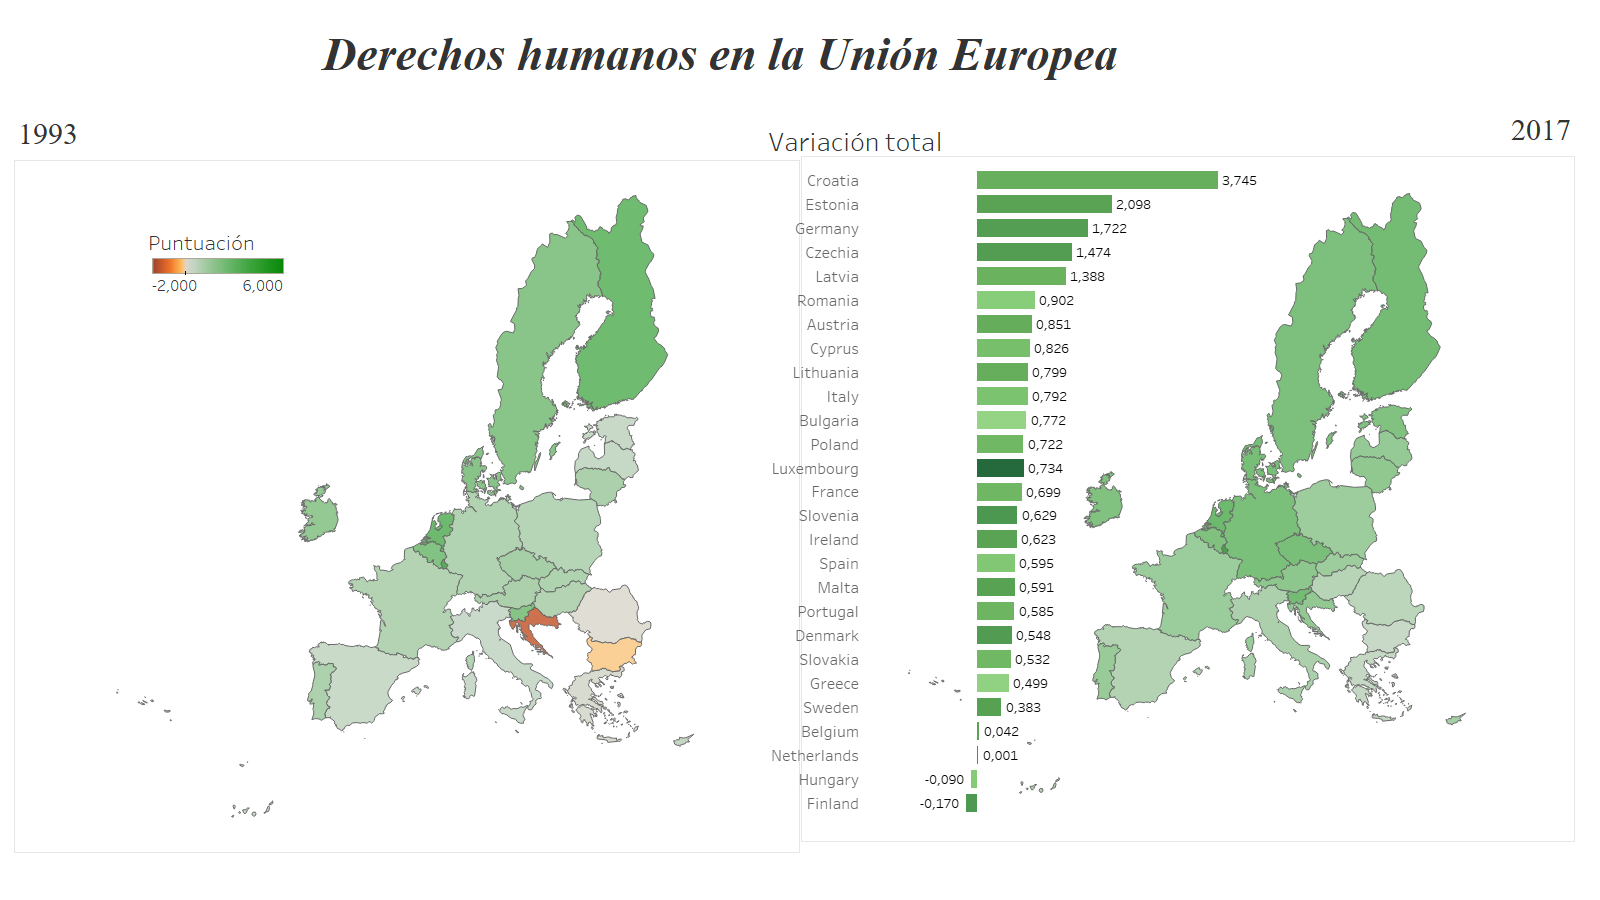 Derechos humanos en la Unión Europea
1993
2017
Variación total
Puntuación
-2,000 6,000
Croatia 3,745
Estonia 2,098
Germany 1,722
Czechia 1,474
Latvia 1,388
Romania 0,902
Austria 0,851
Cyprus 0,826
Lithuania 0,799
Italy 0,792
Bulgaria 0,772
Poland 0,722
Luxembourg 0,734
France 0,699
Slovenia 0,629
Ireland 0,623
Spain 0,595
Malta 0,591
Portugal 0,585
Denmark 0,548
Slovakia 0,532
Greece 0,499
Sweden 0,383
Belgium 0,042
Netherlands 0,001
Hungary -0,090
Finland -0,170